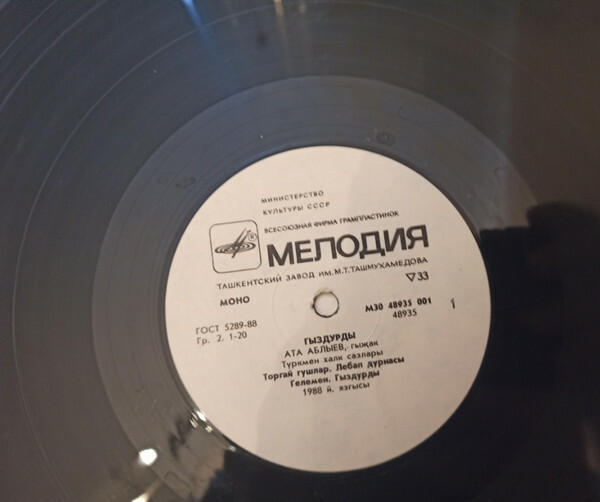 МИНИСТЕРСТВО
КУЛЬТУРЫ СССР
ВСЕСОЮЗНАЯ ФИРМА ГРАМПЛАСТИНОК
®
МЕЛОДИЯ
ТАШКЕНТСКИЙ ЗАВОД ИМ. М.Т.ТАШМУХАМЕДОВА
МОНО
▽33
ГОСТ 5289-88
Гр. 2. 1-20
М30 48935 001
48935
1
ГЫЗДУРДЫ
АТА АБЛЫЕВ, гыҗак
Түркмен халк сазлары
Торгай гушлар. Лебап дурнасы
Гелемен. Гыздурды
1988 й. язгысы